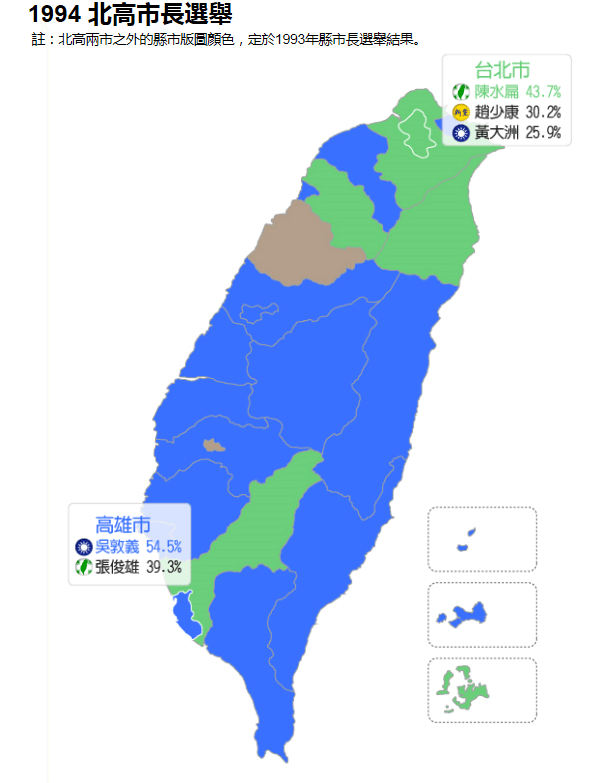 1994 北高市長選舉
註：北高兩市之外的縣市版圖顏色，定於1993年縣市長選舉結果。
台北市
陳水扁 43.7%
新黨 趙少康 30.2%
黃大洲 25.9%
高雄市
吳敦義 54.5%
張俊雄 39.3%